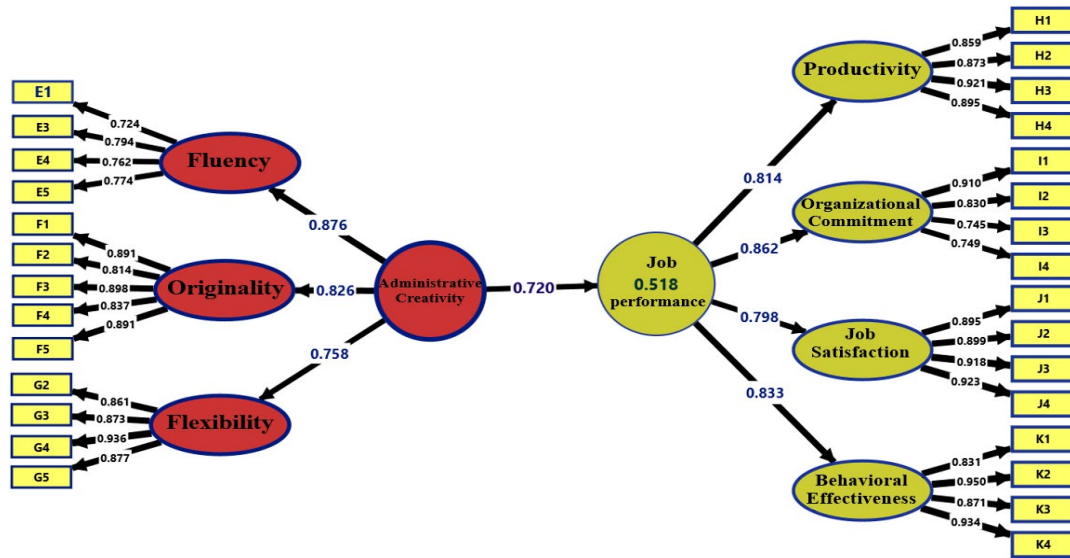 E1
E3
E4
E5
0.724
0.794
0.762
0.774
Fluency
F1
F2
F3
F4
F5
0.891
0.814
0.898
0.837
0.891
Originality
G2
G3
G4
G5
0.861
0.873
0.936
0.877
Flexibility
0.876
0.826
0.758
Administrative
Creativity
0.720
Job
0.518
performance
0.814
0.862
0.798
0.833
Productivity
0.859
0.873
0.921
0.895
H1
H2
H3
H4
Organizational
Commitment
0.910
0.830
0.745
0.749
I1
I2
I3
I4
Job
Satisfaction
0.895
0.899
0.918
0.923
J1
J2
J3
J4
Behavioral
Effectiveness
0.831
0.950
0.871
0.934
K1
K2
K3
K4